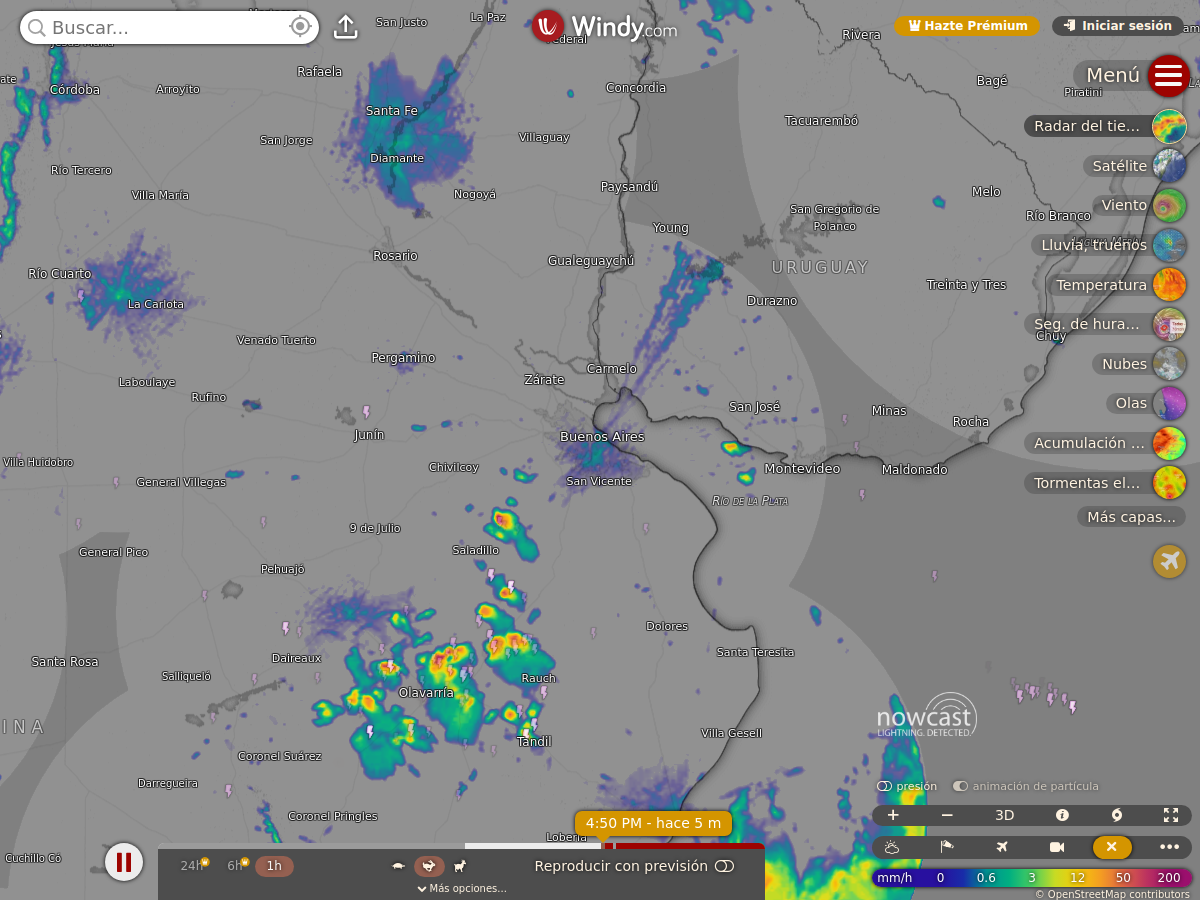 Buscar...
San Justo
La Paz
Windy.com
Federal
Rivera
Hazte Prémium
Iniciar sesión
Jesús María
Rafaela
Córdoba
Arroyito
Concordia
Bagé
Menú
Piratini
Santa Fe
Tacuarembó
Radar del tie...
San Jorge
Villaguay
Diamante
Satélite
Río Tercero
Villa María
Nogoyá
Paysandú
Melo
Viento
San Gregorio de
Polanco
Río Branco
Young
Lluvia, truenos
Rosario
Gualeguaychú
URUGUAY
Río Cuarto
La Carlota
Durazno
Treinta y Tres
Temperatura
Seg. de hura...
Chuy
Venado Tuerto
Pergamino
Nubes
Laboulaye
Zárate
Carmelo
Rufino
San José
Minas
Olas
Rocha
Junín
Buenos Aires
Acumulación ...
Villa Huidobro
Chivilcoy
Montevideo
Maldonado
General Villegas
San Vicente
Tormentas el...
Río de la Plata
Más capas...
9 de Julio
General Pico
Saladillo
Pehuajó
Dolores
Santa Rosa
Daireaux
Santa Teresita
Salliqueló
Rauch
Olavarría
INA
nowcast
LIGHTNING. DETECTED.
Villa Gesell
Tandil
Coronel Suárez
Darregueira
presión
animación de partícula
Coronel Pringles
4:50 PM - hace 5 m
3D
Lobería
Cuchillo Có
24h
6h
1h
Reproducir con previsión
Más opciones...
mm/h 0 0.6 3 12 50 200
© OpenStreetMap contributors